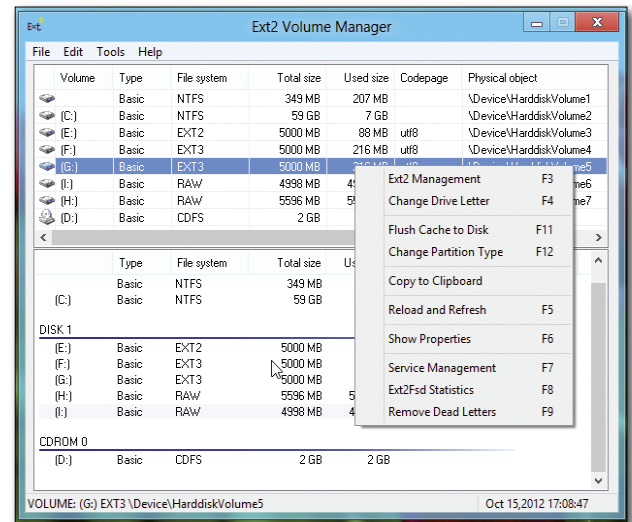 Ext2 Volume Manager
File Edit Tools Help
Volume Type File system Total size Used size Codepage Physical object
Basic NTFS 349 MB 207 MB \Device\HarddiskVolume1
(C:) Basic NTFS 59 GB 7 GB \Device\HarddiskVolume2
(E:) Basic EXT2 5000 MB 88 MB utf8 \Device\HarddiskVolume3
(F:) Basic EXT3 5000 MB 216 MB utf8 \Device\HarddiskVolume4
(G:) Basic EXT3 5000 MB
(I:) Basic RAW 4998 MB
(H:) Basic RAW 5596 MB
(D:) Basic CDFS 2 GB
Ext2 Management F3
Change Drive Letter F4
Flush Cache to Disk F11
Change Partition Type F12
Copy to Clipboard
Reload and Refresh F5
Show Properties F6
Service Management F7
Ext2Fsd Statistics F8
Remove Dead Letters F9
Type File system Total size
Basic NTFS 349 MB
(C:) Basic NTFS 59 GB
DISK 1
(E:) Basic EXT2 5000 MB
(F:) Basic EXT3 5000 MB
(G:) Basic EXT3 5000 MB
(H:) Basic RAW 5596 MB
(I:) Basic RAW 4998 MB
CDROM 0
(D:) Basic CDFS 2 GB 2 GB
VOLUME: (G:) EXT3 \Device\HarddiskVolume5 Oct 15,2012 17:08:47